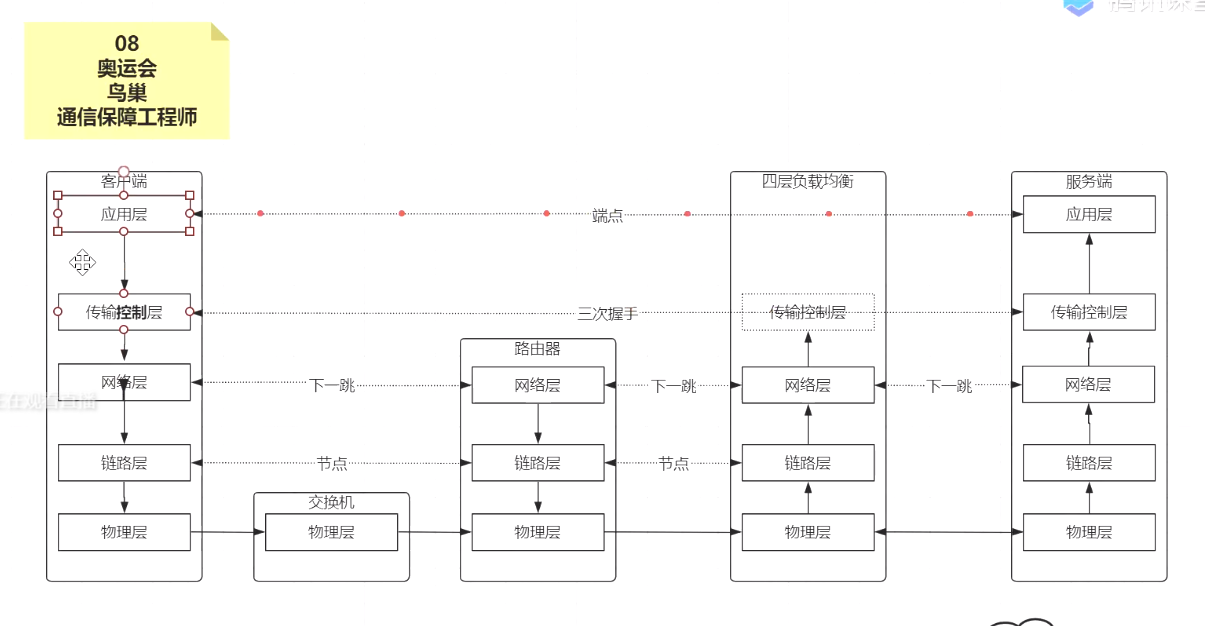 腾讯课堂
08
奥运会
鸟巢
通信保障工程师
客户端
四层负载均衡
服务端
应用层
端点
应用层
传输控制层
三次握手
传输控制层
传输控制层
路由器
网络层
下一跳
网络层
下一跳
网络层
下一跳
网络层
正在观看直播
链路层
节点
链路层
节点
链路层
链路层
交换机
物理层
物理层
物理层
物理层
物理层